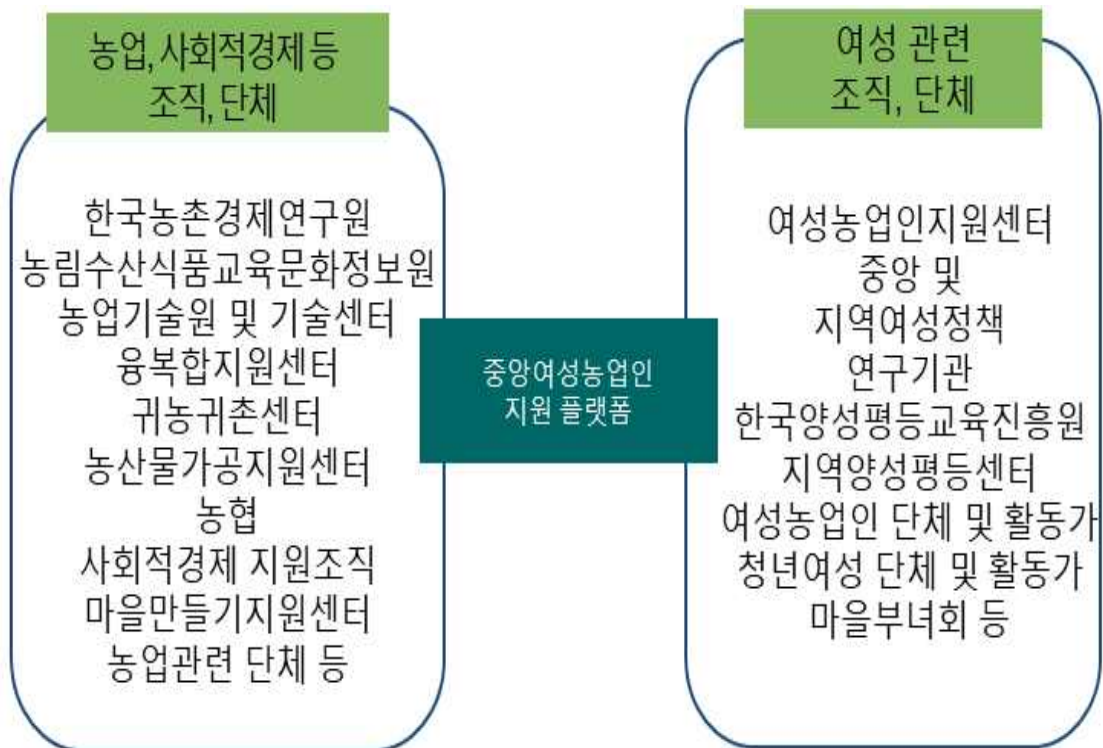 농업,사회적경제 등
조직, 단체
한국농촌경제연구원
농림수산식품교육문화정보원
농업기술원 및 기술센터
융복합지원센터
귀농귀촌센터
농산물가공지원센터
농협
사회적경제 지원조직
마을만들기지원센터
농업관련 단체 등
중앙여성농업인
지원 플랫폼
여성 관련
조직, 단체
여성농업인지원센터
중앙 및
지역여성정책
연구기관
한국양성평등교육진흥원
지역양성평등센터
여성농업인 단체 및 활동가
청년여성 단체 및 활동가
마을부녀회 등